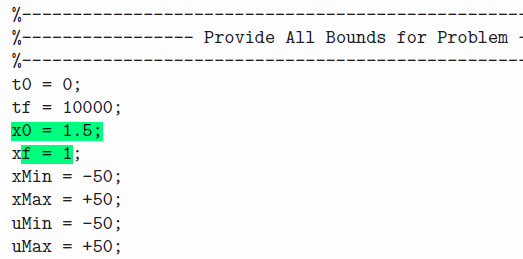 %-----------------------------------------------------
%----------------- Provide All Bounds for Problem -
%-----------------------------------------------------
t0 = 0;
tf = 10000;
x0 = 1.5;
xf = 1;
xMin = -50;
xMax = +50;
uMin = -50;
uMax = +50;